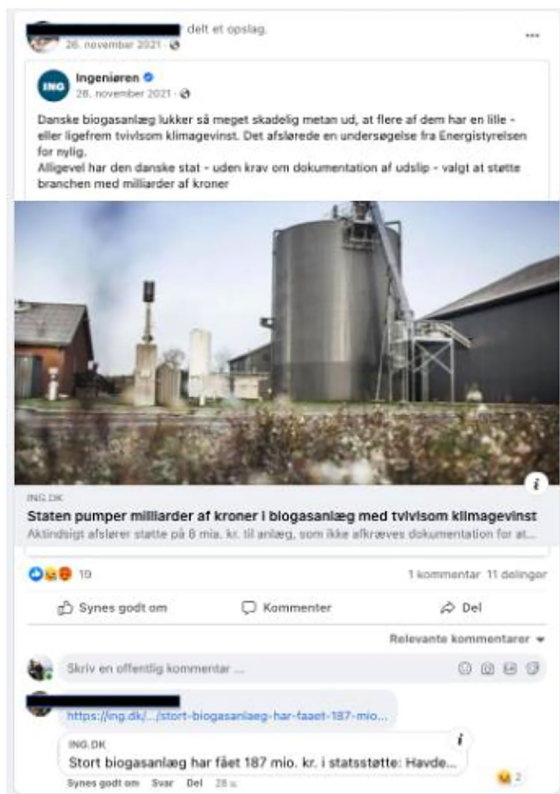 delt et opslag.
26. november 2021 ·
ING
Ingeniøren
26. november 2021 ·
Danske biogasanlæg lukker så meget skadelig metan ud, at flere af dem har en lille -
eller ligefrem tvivlsom klimagevinst. Det afslørede en undersøgelse fra Energistyrelsen
for nylig.
Alligevel har den danske stat - uden krav om dokumentation af udslip - valgt at støtte
branchen med milliarder af kroner
ING.DK
Staten pumper milliarder af kroner i biogasanlæg med tvivlsom klimagevinst
Aktindsigt afslører støtte på 8 mia. kr. til anlæg, som ikke afkræves dokumentation for at...
19
1 kommentar 11 delinger
Synes godt om Kommenter Del
Relevante kommentarer
Skriv en offentlig kommentar ...
https://ing.dk/.../stort-biogasanlaeg-har-faaet-187-mio...
ING.DK
Stort biogasanlæg har fået 187 mio. kr. i statsstøtte: Havde...
Synes godt om Svar Del 28
2